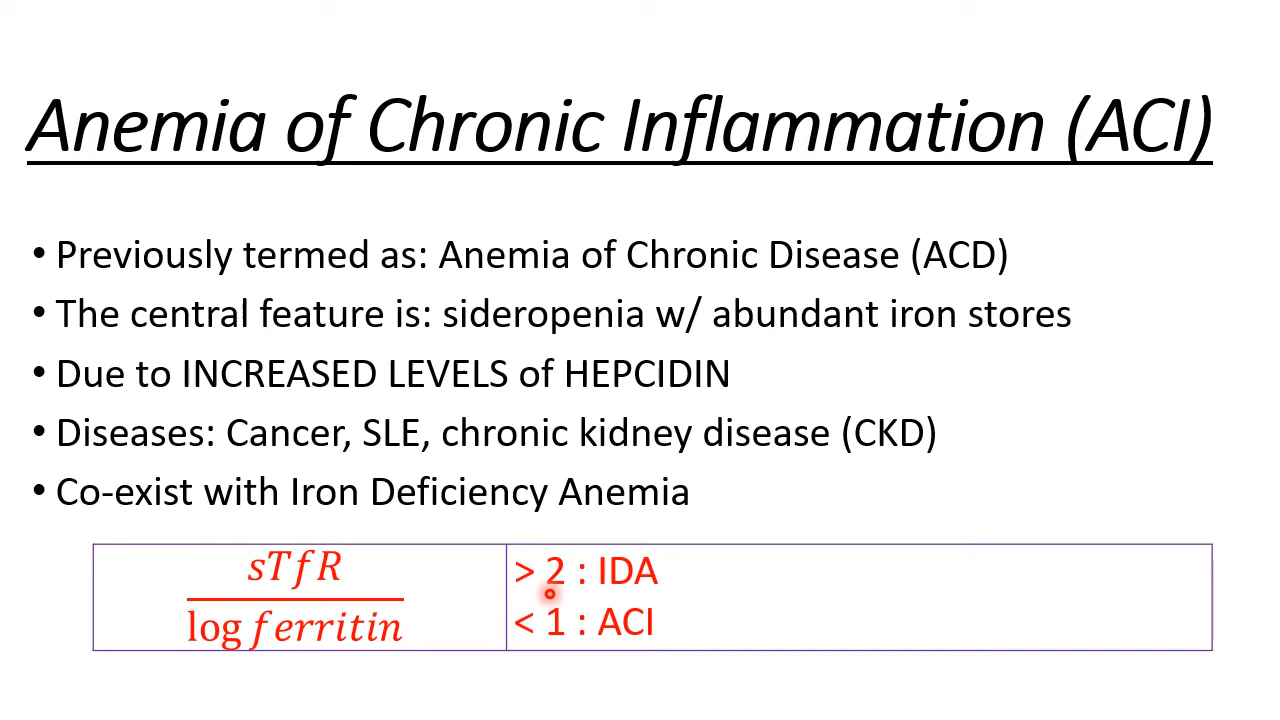 Anemia of Chronic Inflammation (ACI)
• Previously termed as: Anemia of Chronic Disease (ACD)
• The central feature is: sideropenia w/ abundant iron stores
• Due to INCREASED LEVELS of HEPCIDIN
• Diseases: Cancer, SLE, chronic kidney disease (CKD)
• Co-exist with Iron Deficiency Anemia
sTfR
log ferritin
> 2 : IDA
< 1 : ACI